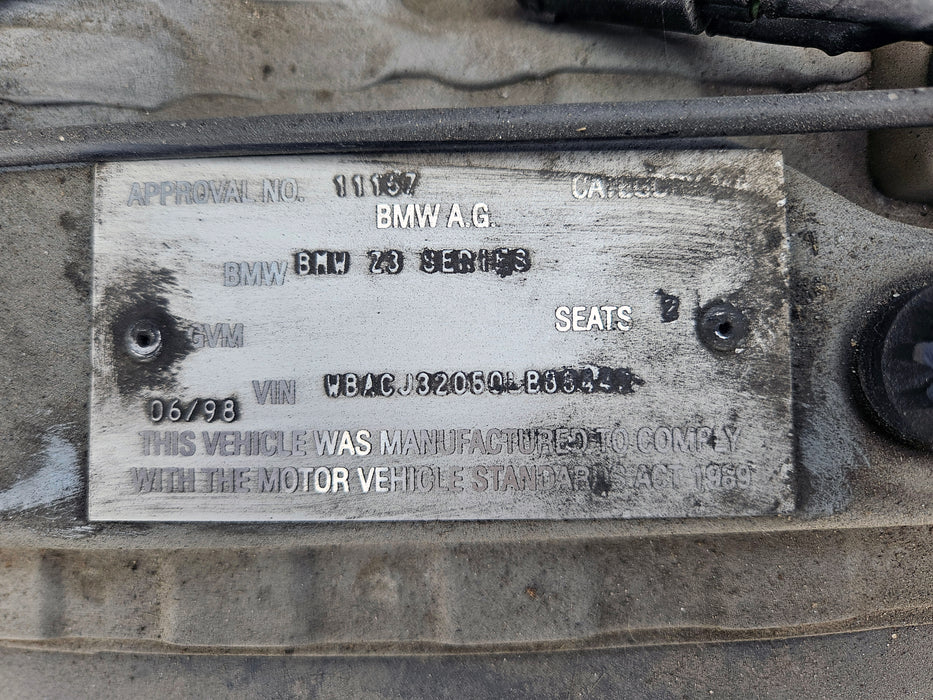 APPROVAL NO. 11157
BMW A.G.
BMW BMW Z3 SERIES
GVM SEATS 2
VIN
06/98
THIS VEHICLE WAS MANUFACTURED TO COMPLY
WITH THE MOTOR VEHICLE STANDARDS ACT 1989